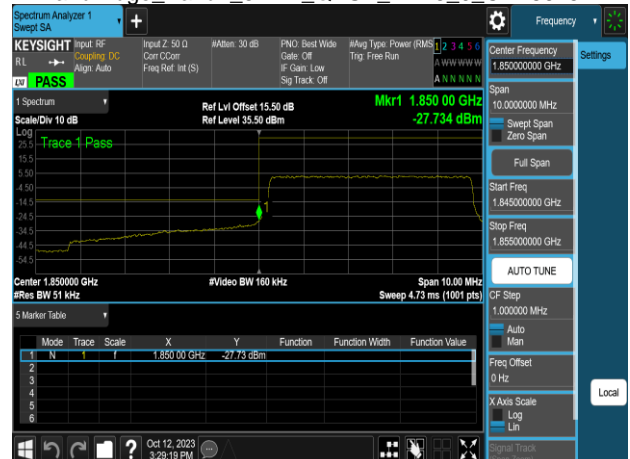 Spectrum Analyzer 1
Swept SA
Frequency
KEYSIGHT
RL
LXI
PASS
Input: RF
Coupling: DC
Align: Auto
Input Z: 50 Ω
Corr CCorr
Freq Ref: Int (S)
#Atten: 30 dB
PNO: Best Wide
Gate: Off
IF Gain: Low
Sig Track: Off
#Avg Type: Power (RMS
Trig: Free Run
1 2 3 4 5 6
A W W W W W
A N N N N N
1 Spectrum
Scale/Div 10 dB
Ref Lvl Offset 15.50 dB
Ref Level 35.50 dBm
Mkr1 1.850 00 GHz
-27.734 dBm
Log
Trace 1 Pass
25.5
15.5
5.50
-4.50
-14.5
-24.5
-34.5
-44.5
-54.5
1
Center 1.850000 GHz
#Res BW 51 kHz
#Video BW 160 kHz
Span 10.00 MHz
Sweep 4.73 ms (1001 pts)
5 Marker Table
Mode Trace Scale X Y Function Function Width Function Value
1 N 1 f 1.850 00 GHz -27.73 dBm
2
3
4
5
6
Oct 12, 2023
3:29:19 PM
Center Frequency
1.850000000 GHz
Settings
Span
10.0000000 MHz
Swept Span
Zero Span
Full Span
Start Freq
1.845000000 GHz
Stop Freq
1.855000000 GHz
AUTO TUNE
CF Step
1.000000 MHz
Auto
Man
Freq Offset
0 Hz
X Axis Scale
Log
Lin
Local
Signal Track